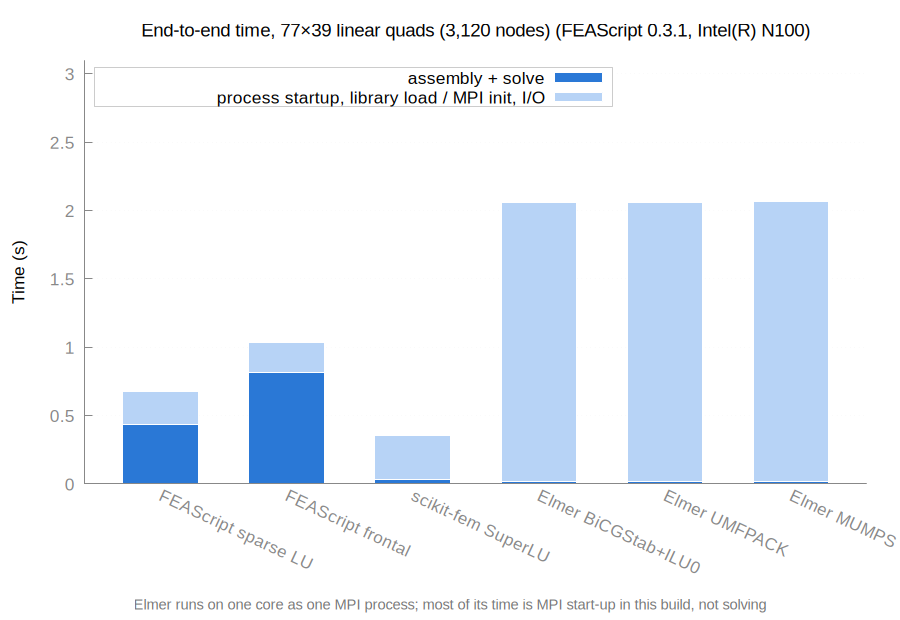 End-to-end time, 77×39 linear quads (3,120 nodes) (FEAScript 0.3.1, Intel(R) N100)
assembly + solve
process startup, library load / MPI init, I/O
Time (s)
3
2.5
2
1.5
1
0.5
0
FEAScript sparse LU
FEAScript frontal
scikit-fem SuperLU
Elmer BiCGStab+ILU0
Elmer UMFPACK
Elmer MUMPS
Elmer runs on one core as one MPI process; most of its time is MPI start-up in this build, not solving